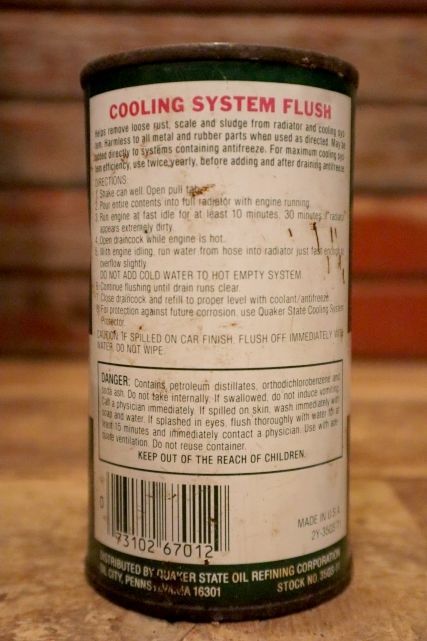 COOLING SYSTEM FLUSH
Helps remove loose rust, scale and sludge from radiator and cooling sys-
tem. Harmless to all metal and rubber parts when used as directed. May be
added directly to systems containing antifreeze. For maximum cooling sys-
tem efficiency, use twice yearly, before adding and after draining antifreeze.
DIRECTIONS:
1. Shake can well. Open pull tab.
2. Pour entire contents into full radiator with engine running.
3. Run engine at fast idle for at least 10 minutes, 30 minutes if radiator
appears extremely dirty.
4. Open draincock while engine is hot.
5. With engine idling, run water from hose into radiator just fast enough to
overflow slightly.
DO NOT ADD COLD WATER TO HOT EMPTY SYSTEM
6. Continue flushing until drain runs clear.
7. Close draincock and refill to proper level with coolant/antifreeze.
8. For protection against future corrosion, use Quaker State Cooling System
Protector.
CAUTION: IF SPILLED ON CAR FINISH, FLUSH OFF IMMEDIATELY WITH
WATER, DO NOT WIPE.
DANGER: Contains petroleum distillates, orthodichlorobenzene and
soda ash. Do not take internally. If swallowed, do not induce vomiting.
Call a physician immediately. If spilled on skin, wash immediately with
soap and water. If splashed in eyes, flush thoroughly with water for at
least 15 minutes and immediately contact a physician. Use with ade-
quate ventilation. Do not reuse container.
KEEP OUT OF THE REACH OF CHILDREN.
0
73102 67012
MADE IN U.S.A.
DISTRIBUTED BY QUAKER STATE OIL REFINING CORPORATION
OIL CITY, PENNSYLVANIA 16301
STOCK NO.